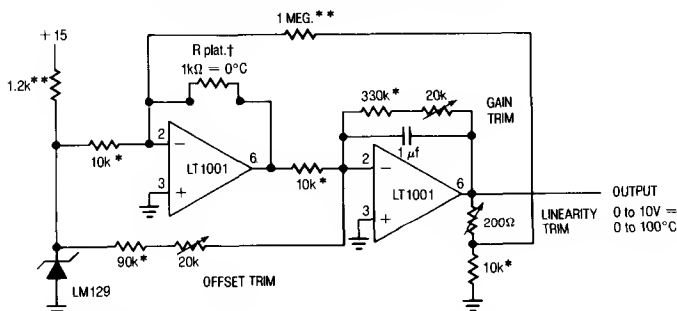 1 MEG.**
+15
R plat.†
1kΩ = 0°C
1.2k**
330k*
20k
GAIN
TRIM
10k*
2
6
LT1001
3
10k*
1 µf
2
6
LT1001
3
OUTPUT
0 to 10V =
0 to 100°C
LINEARITY
TRIM
200Ω
90k*
20k
OFFSET TRIM
10k*
LM129